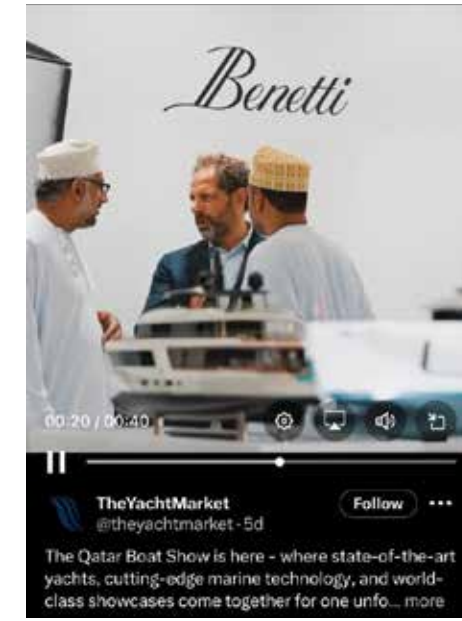 Benetti
00:20 / 00:40
TheYachtMarket
Follow
@theyachtmarket · 5d
The Qatar Boat Show is here - where state-of-the-art
yachts, cutting-edge marine technology, and world-
class showcases come together for one unfo... more